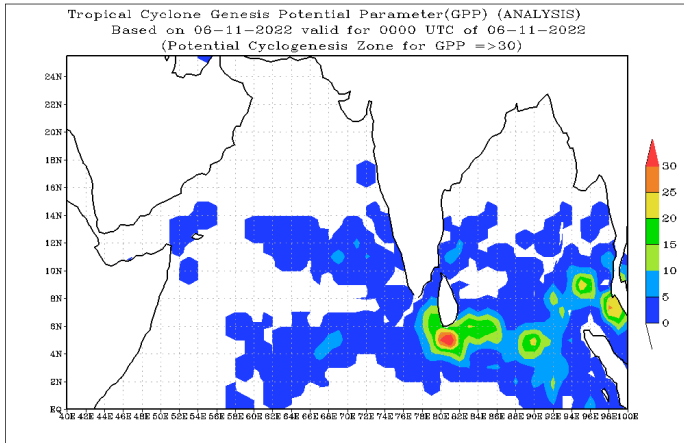 Tropical Cyclone Genesis Potential Parameter(GPP) (ANALYSIS)
Based on 06-11-2022 valid for 0000 UTC of 06-11-2022
(Potential Cyclogenesis Zone for GPP =>30)
24N
22N
20N
18N
16N
14N
12N
10N
8N
6N
4N
2N
EQ
40E 42E 44E 46E 48E 50E 52E 54E 56E 58E 60E 62E 64E 66E 68E 70E 72E 74E 76E 78E 80E 82E 84E 86E 88E 90E 92E 94E 96E 98E 100E
30
25
20
15
10
5
0